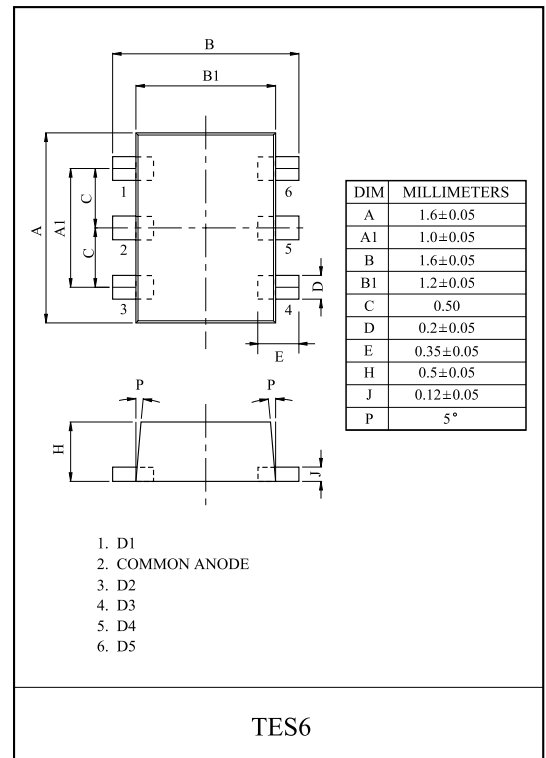 B
B1
A
A1
C
C
1
2
3
6
5
4
D
E
DIM MILLIMETERS
A 1.6±0.05
A1 1.0±0.05
B 1.6±0.05
B1 1.2±0.05
C 0.50
D 0.2±0.05
E 0.35±0.05
H 0.5±0.05
J 0.12±0.05
P 5°
P
P
H
J
1. D1
2. COMMON ANODE
3. D2
4. D3
5. D4
6. D5
TES6